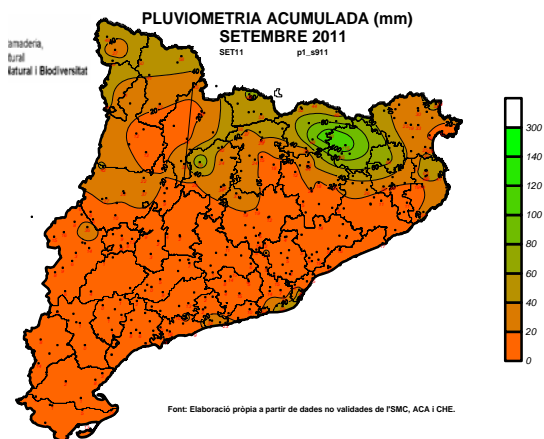 PLUVIOMETRIA ACUMULADA (mm)
SETEMBRE 2011
SET11 p1_s911
amaderia,
tural
Natural i Biodiversitat
300
140
120
100
80
60
40
20
0
Font: Elaboració pròpia a partir de dades no validades de l'SMC, ACA i CHE.